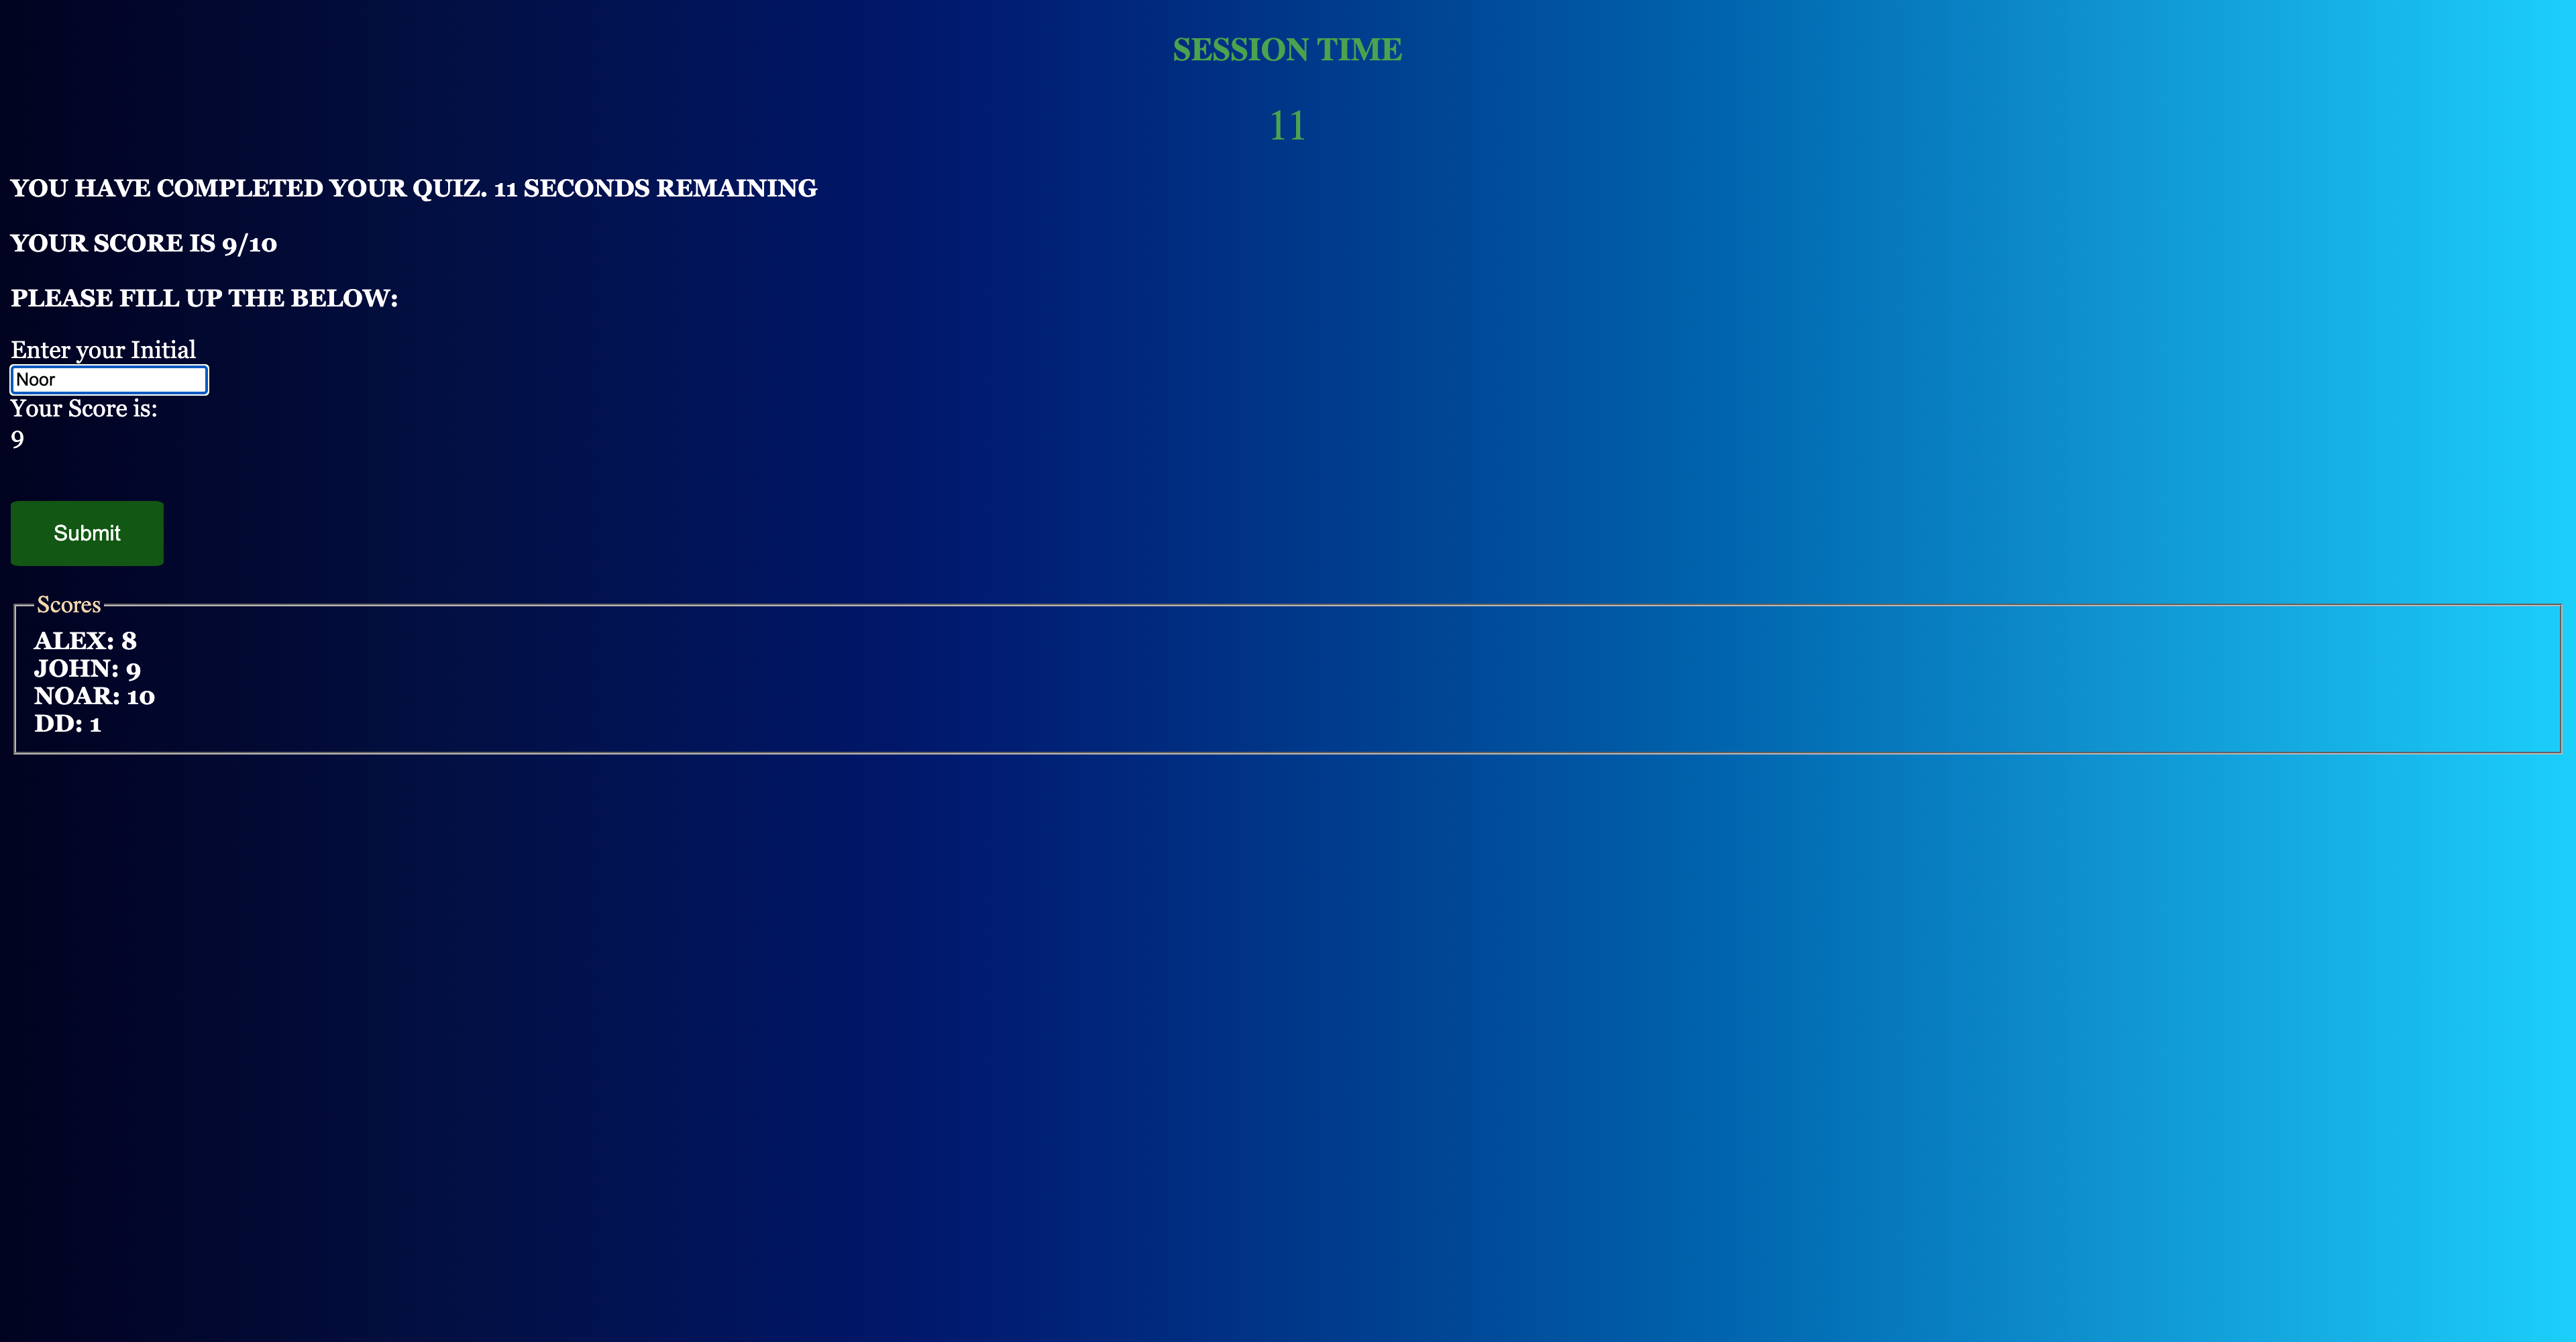 SESSION TIME
11
YOU HAVE COMPLETED YOUR QUIZ. 11 SECONDS REMAINING
YOUR SCORE IS 9/10
PLEASE FILL UP THE BELOW:
Enter your Initial
Noor
Your Score is:
9
Submit
Scores
ALEX: 8
JOHN: 9
NOAR: 10
DD: 1